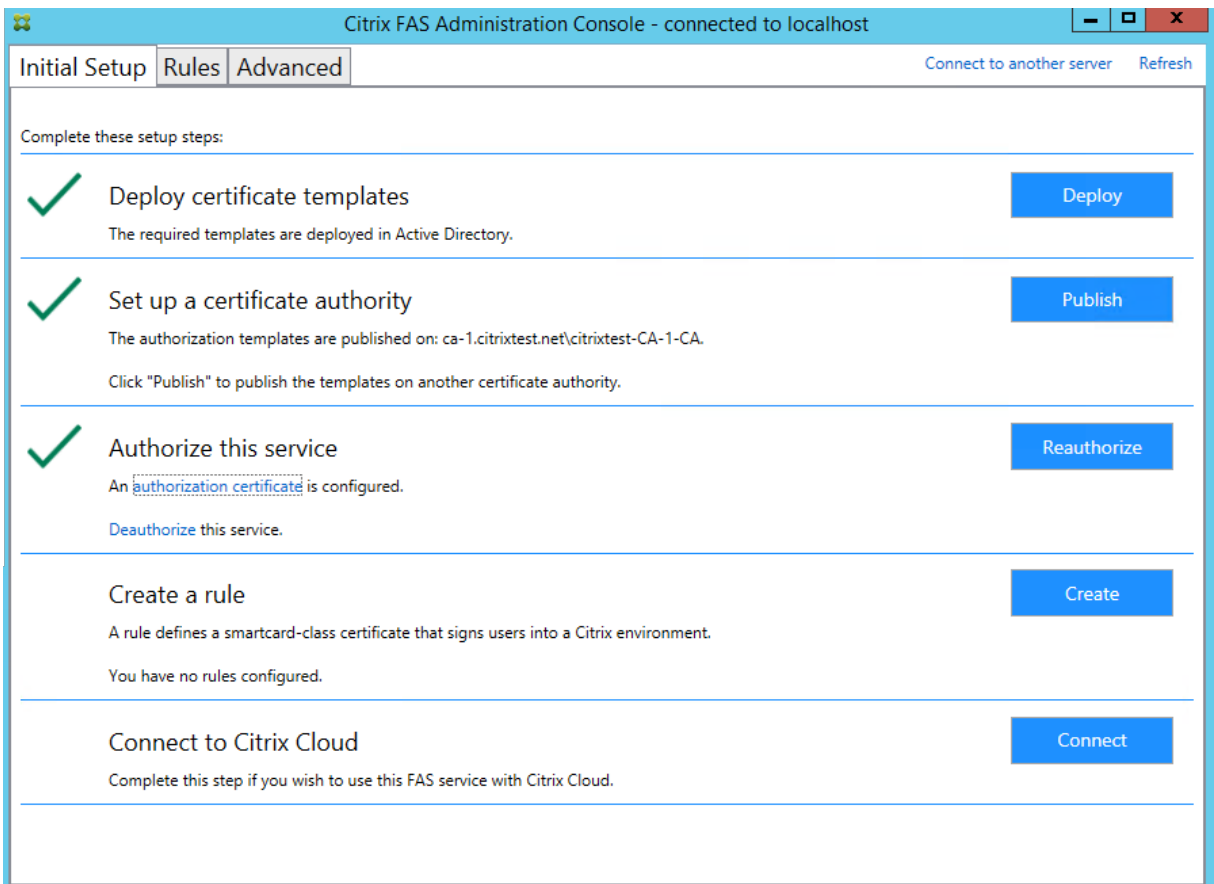 Citrix FAS Administration Console - connected to localhost
Initial Setup Rules Advanced Connect to another server Refresh
Complete these setup steps:
Deploy certificate templates Deploy
The required templates are deployed in Active Directory.
Set up a certificate authority Publish
The authorization templates are published on: ca-1.citrixtest.net\citrixtest-CA-1-CA.
Click "Publish" to publish the templates on another certificate authority.
Authorize this service Reauthorize
An authorization certificate is configured.
Deauthorize this service.
Create a rule Create
A rule defines a smartcard-class certificate that signs users into a Citrix environment.
You have no rules configured.
Connect to Citrix Cloud Connect
Complete this step if you wish to use this FAS service with Citrix Cloud.